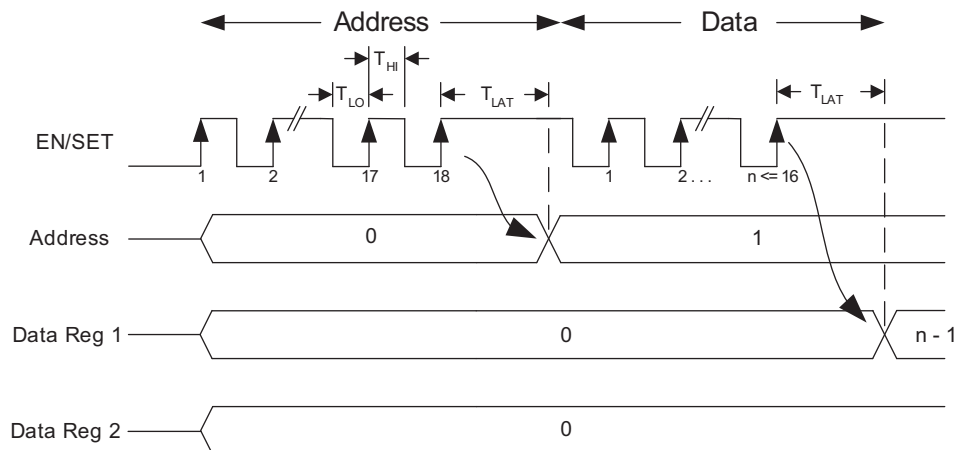 Address Data
T_HI
T_LO T_LAT T_LAT
EN/SET
1 2 17 18 1 2 . . . n <= 16
Address 0 1
Data Reg 1 0 n - 1
Data Reg 2 0